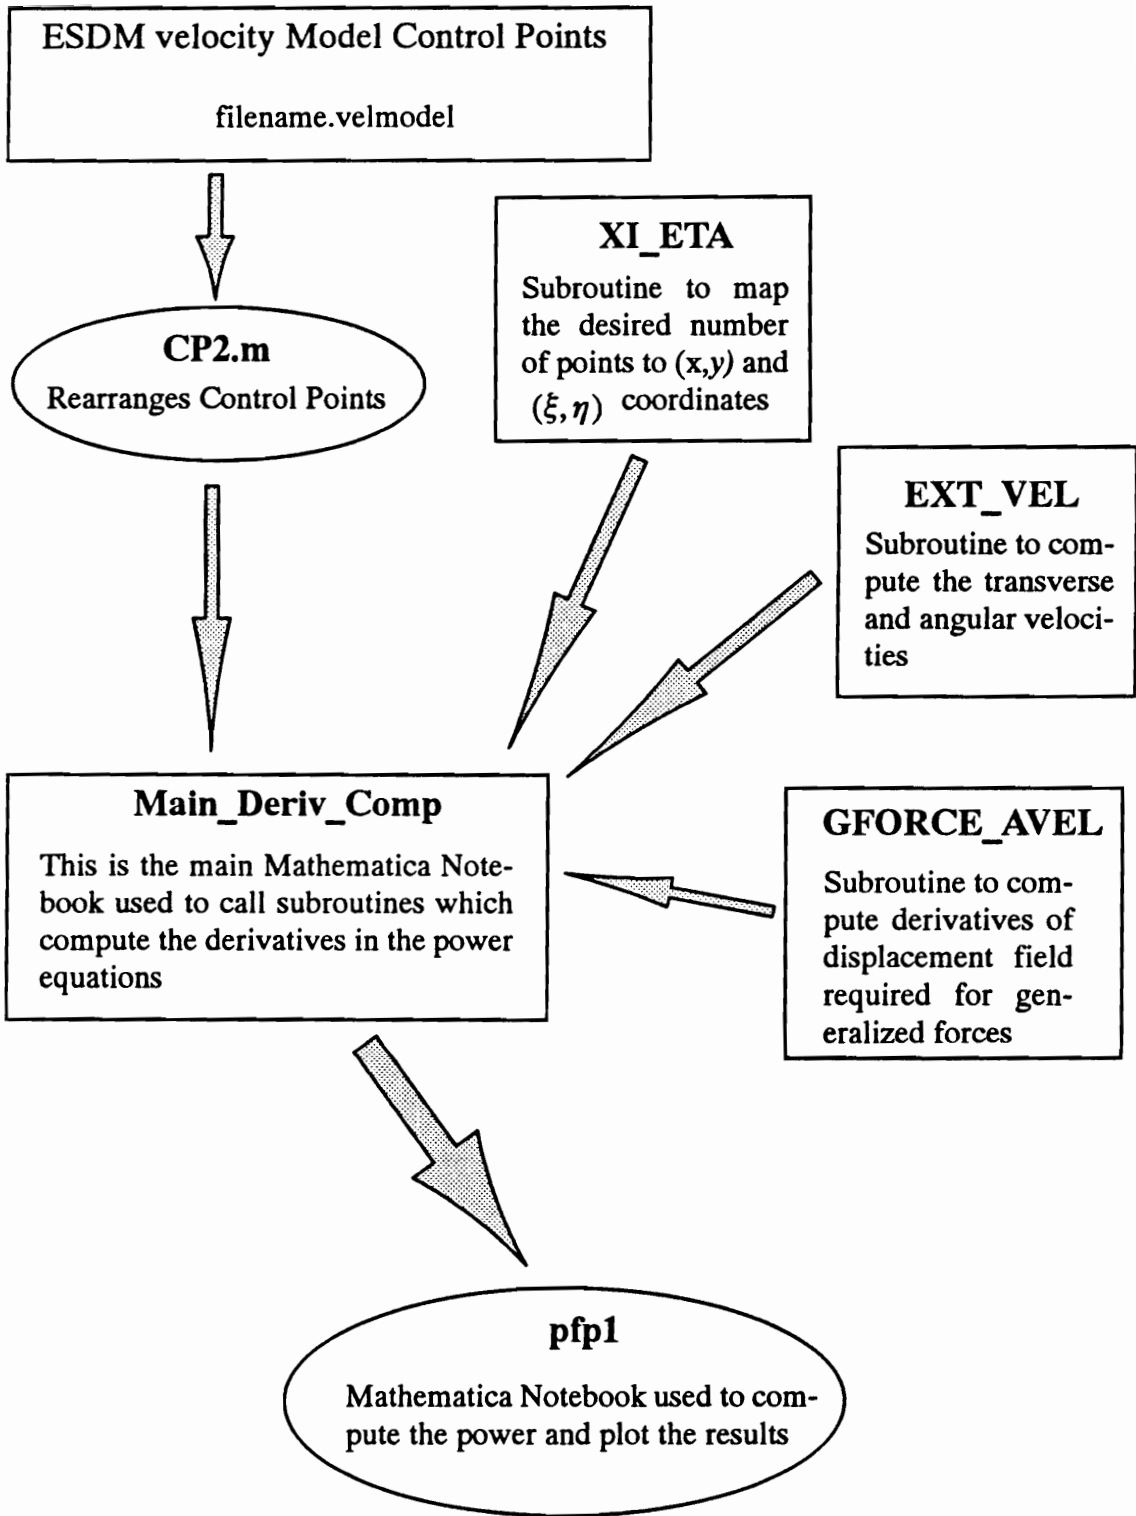 ESDM velocity Model Control Points
filename.velmodel
XI_ETA
Subroutine to map
the desired number
of points to (x,y) and
(ξ,η) coordinates
CP2.m
Rearranges Control Points
EXT_VEL
Subroutine to com-
pute the transverse
and angular veloci-
ties
Main_Deriv_Comp
This is the main Mathematica Note-
book used to call subroutines which
compute the derivatives in the power
equations
GFORCE_AVEL
Subroutine to com-
pute derivatives of
displacement field
required for gen-
eralized forces
pfp1
Mathematica Notebook used to com-
pute the power and plot the results